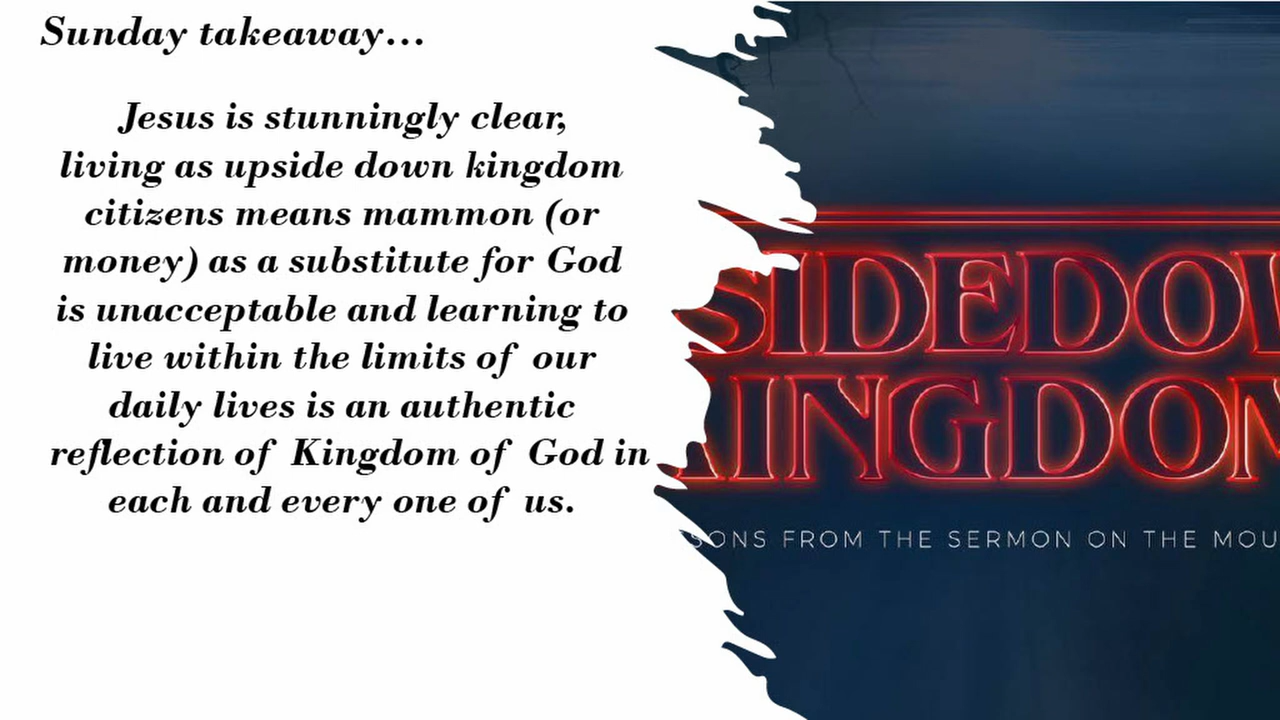 Sunday takeaway...
Jesus is stunningly clear,
living as upside down kingdom
citizens means mammon (or
money) as a substitute for God
is unacceptable and learning to
live within the limits of our
daily lives is an authentic
reflection of Kingdom of God in
each and every one of us.
SIDEDOW
KINGDOM
SONS FROM THE SERMON ON THE MOU